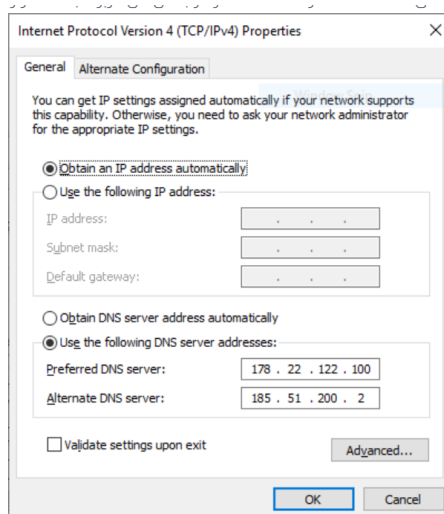 Internet Protocol Version 4 (TCP/IPv4) Properties
General
Alternate Configuration
You can get IP settings assigned automatically if your network supports
this capability. Otherwise, you need to ask your network administrator
for the appropriate IP settings.
Obtain an IP address automatically
Use the following IP address:
IP address:
. . .
Subnet mask:
. . .
Default gateway:
. . .
Obtain DNS server address automatically
Use the following DNS server addresses:
Preferred DNS server:
178 . 22 . 122 . 100
Alternate DNS server:
185 . 51 . 200 . 2
Validate settings upon exit
Advanced...
OK
Cancel